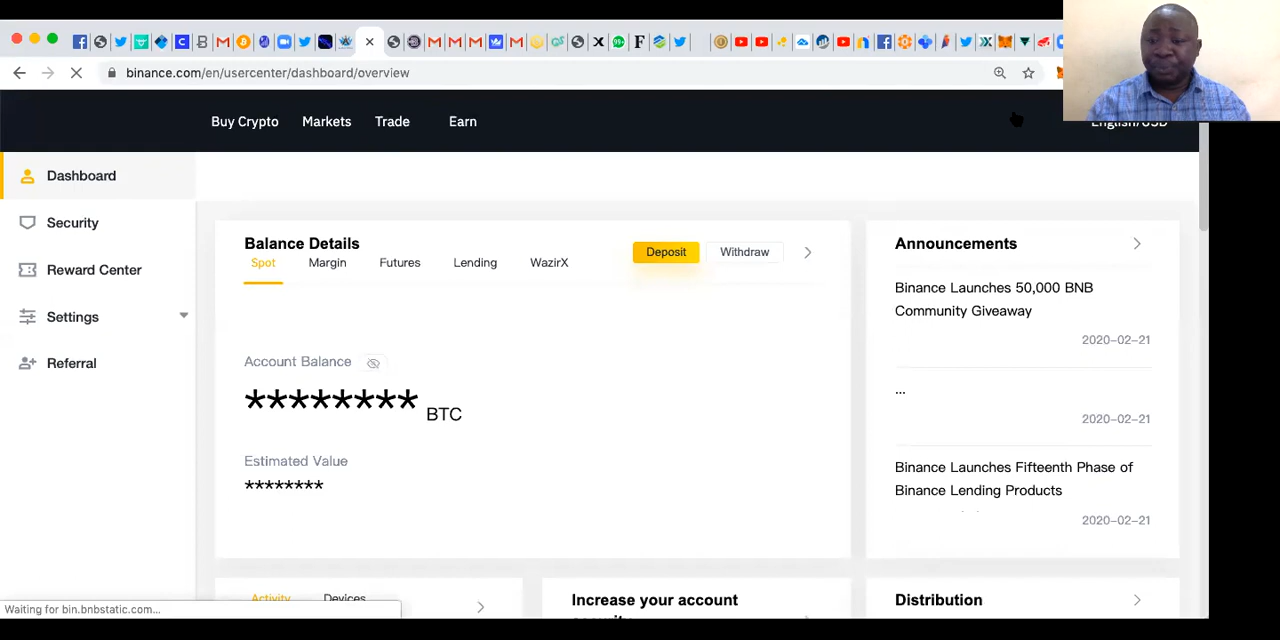 binance.com/en/usercenter/dashboard/overview
Buy Crypto Markets Trade Earn English/USD
Dashboard
Security
Reward Center
Settings
Referral
Balance Details
Spot Margin Futures Lending WazirX
Deposit Withdraw
Account Balance
******** BTC
Estimated Value
********
Announcements
Binance Launches 50,000 BNB
Community Giveaway
2020-02-21
...
2020-02-21
Binance Launches Fifteenth Phase of
Binance Lending Products
2020-02-21
Activity Devices
Increase your account
security
Distribution
Waiting for bin.bnbstatic.com...